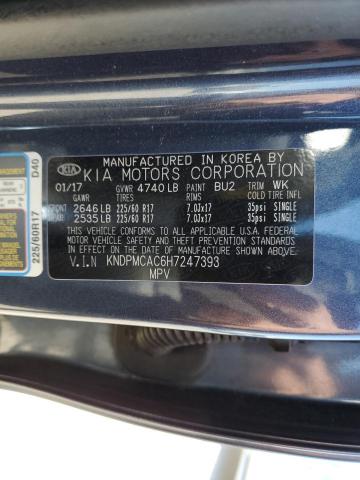 MANUFACTURED IN KOREA BY
KIA KIA MOTORS CORPORATION
01/17 GVWR 4740 LB PAINT BU2 TRIM WK
GAWR TIRE RIM COLD TIRE INFL
FRONT 2646 LB 225/60 R17 7.0Jx17 35psi SINGLE
REAR 2535 LB 225/60 R17 7.0Jx17 35psi SINGLE
THIS VEHICLE CONFORMS TO ALL APPLICABLE U.S.A FEDERAL
MOTOR VEHICLE SAFETY AND THEFT PREVENTION STANDARDS
IN EFFECT ON THE DATE OF MANUFACTURE SHOWN ABOVE.
V.I.N KNDPMCAC6H7247393
MPV
D40
225/60R17